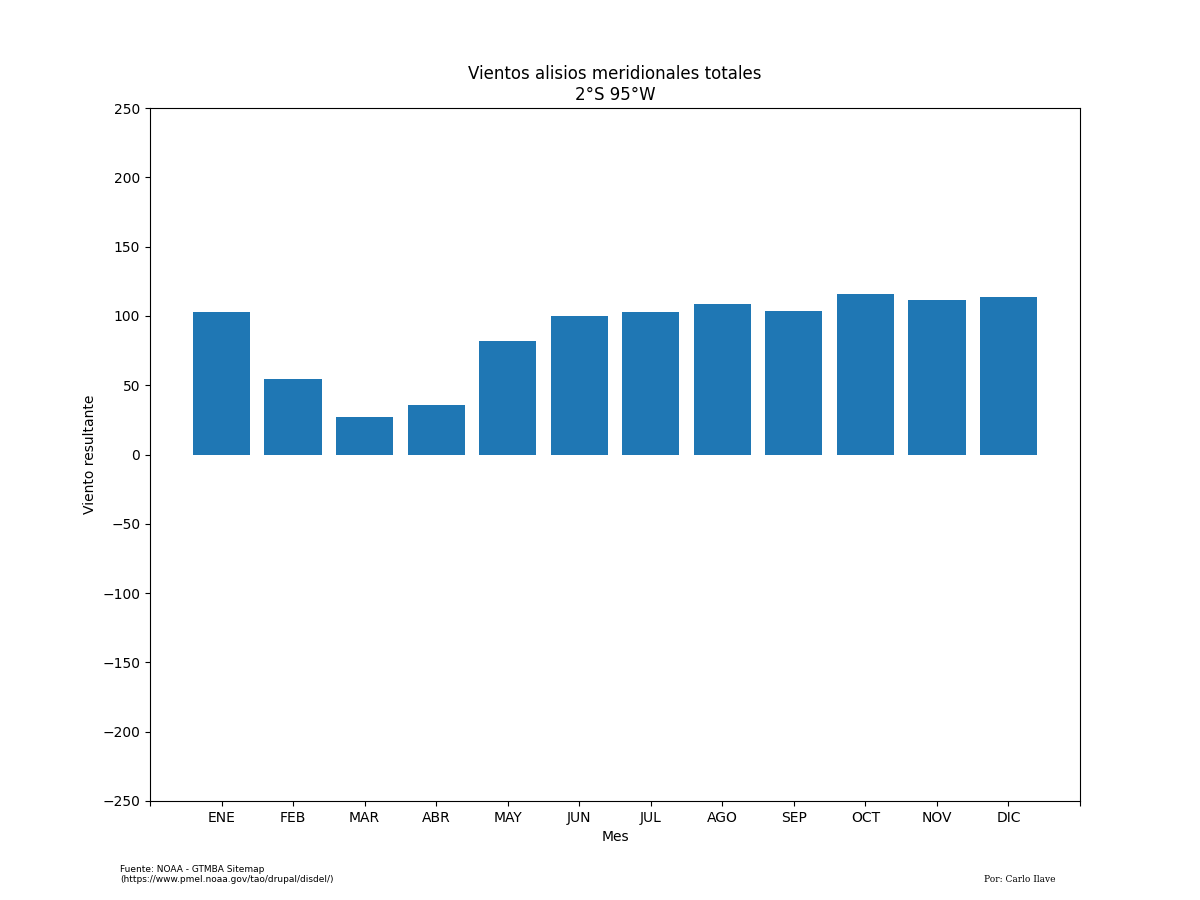 Vientos alisios meridionales totales
2°S 95°W
250
200
150
100
50
0
−50
−100
−150
−200
−250
Viento resultante
ENE FEB MAR ABR MAY JUN JUL AGO SEP OCT NOV DIC
Mes
Fuente: NOAA - GTMBA Sitemap
(https://www.pmel.noaa.gov/tao/drupal/disdel/)
Por: Carlo Ilave